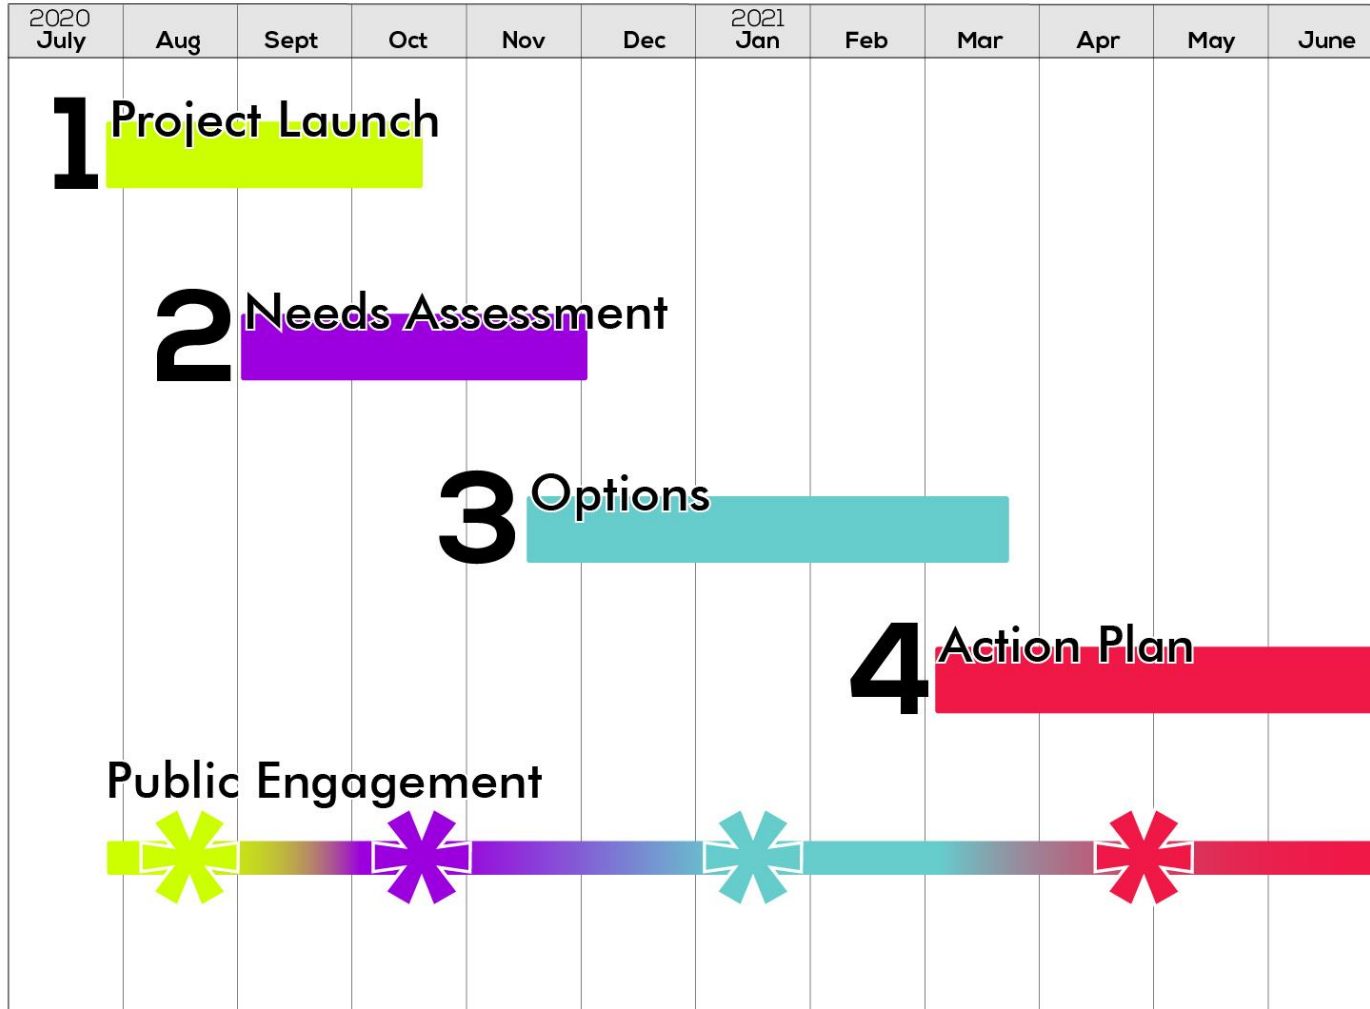 2020 2021
July Aug Sept Oct Nov Dec Jan Feb Mar Apr May June
1 Project Launch
2 Needs Assessment
3 Options
4 Action Plan
Public Engagement